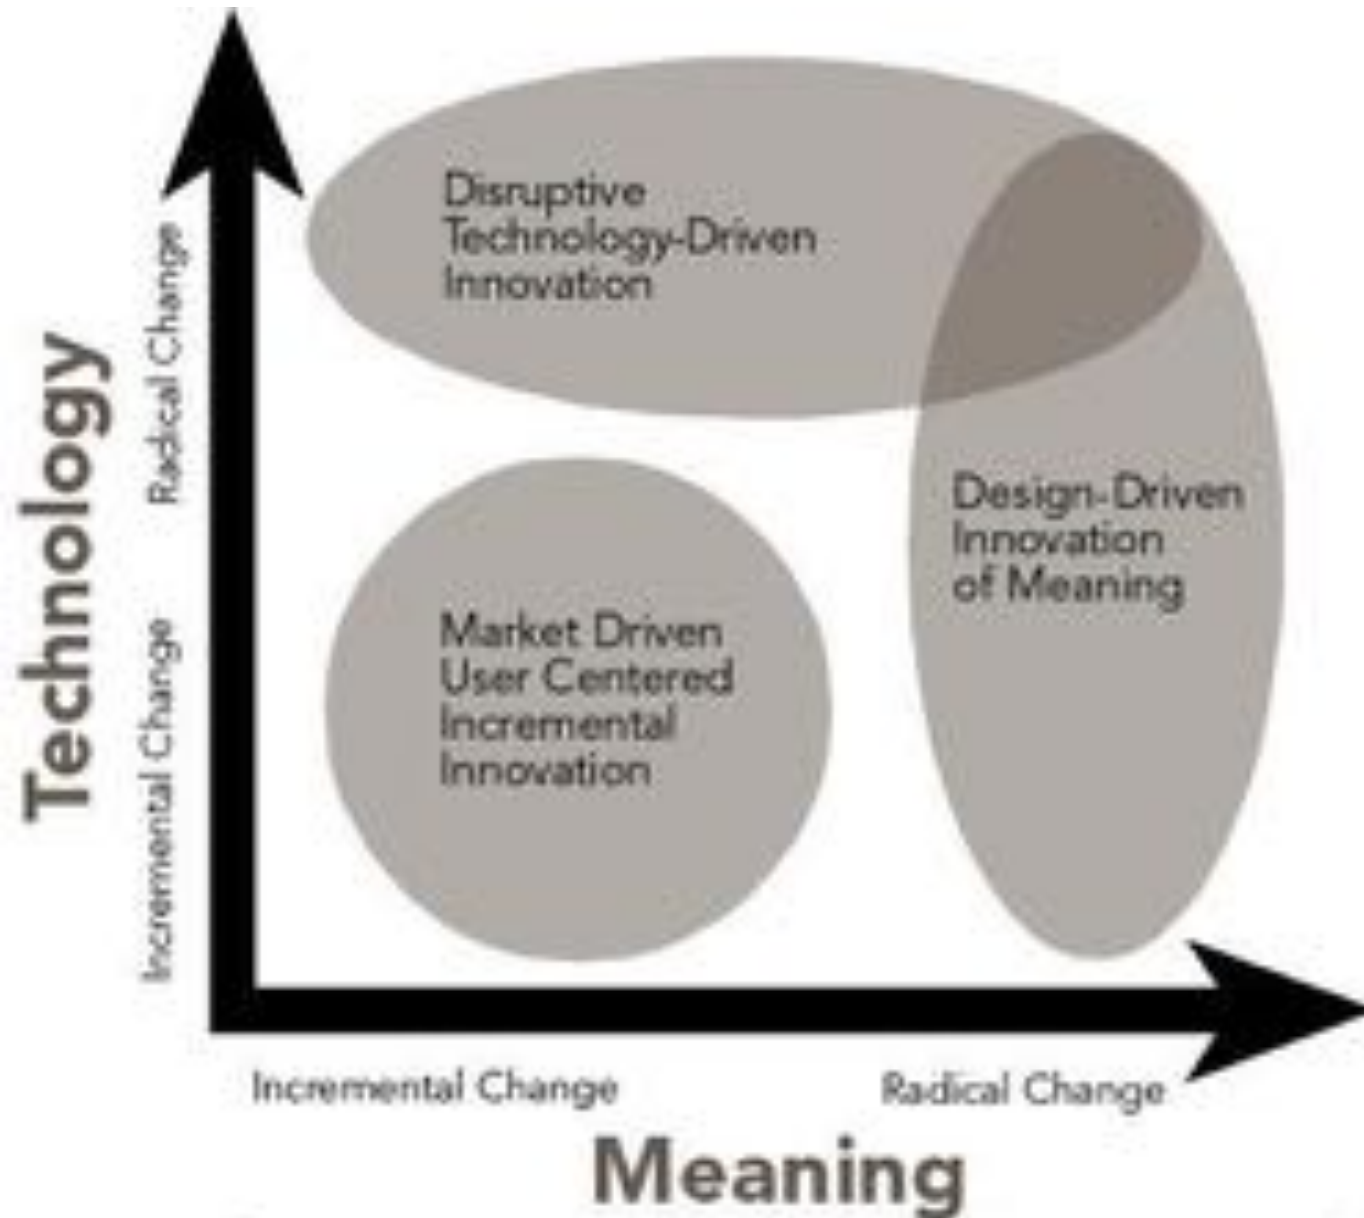 Technology
Radical Change
Incremental Change
Disruptive
Technology-Driven
Innovation
Design-Driven
Innovation
of Meaning
Market Driven
User Centered
Incremental
Innovation
Incremental Change
Radical Change
Meaning